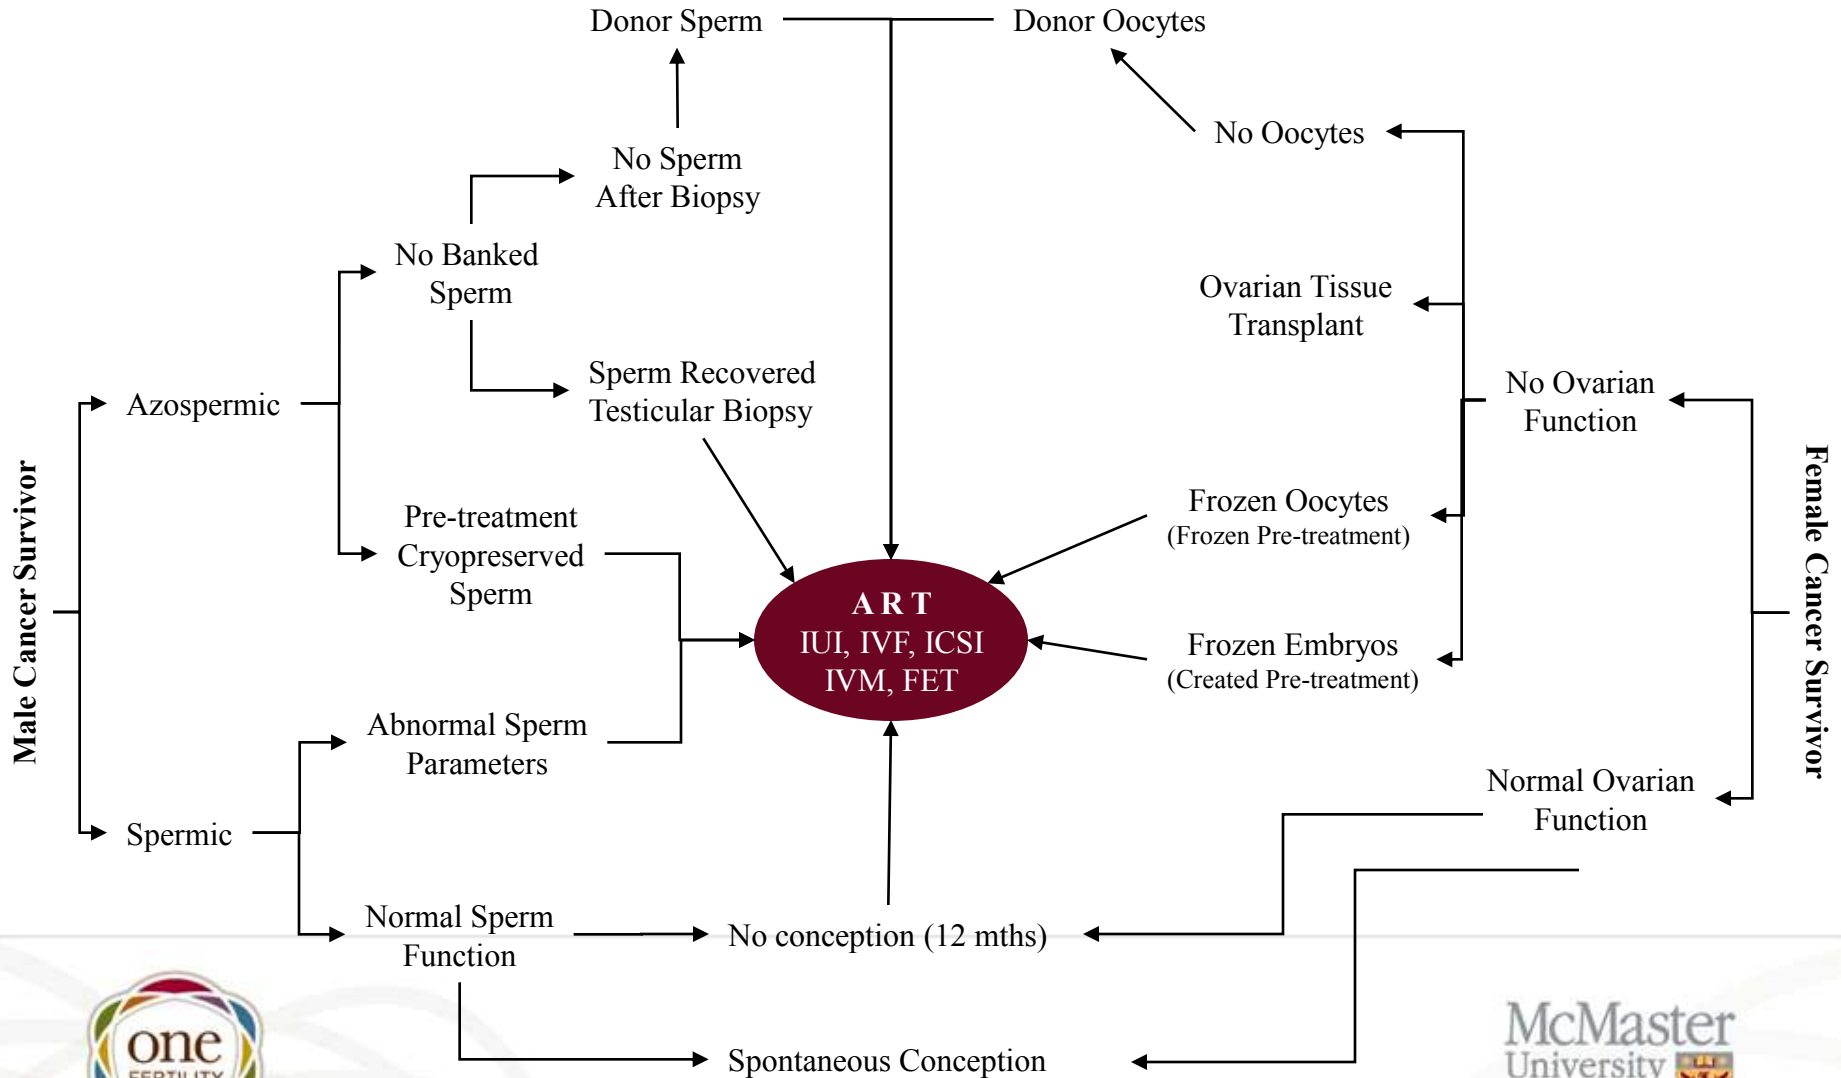 Donor Sperm
Donor Oocytes
No Oocytes
No Sperm
After Biopsy
No Banked
Sperm
Ovarian Tissue
Transplant
Sperm Recovered
Testicular Biopsy
Azospermic
No Ovarian
Function
Male Cancer Survivor
Female Cancer Survivor
Pre-treatment
Cryopreserved
Sperm
Frozen Oocytes
(Frozen Pre-treatment)
A R T
IUI, IVF, ICSI
IVM, FET
Frozen Embryos
(Created Pre-treatment)
Abnormal Sperm
Parameters
Normal Ovarian
Function
Spermic
Normal Sperm
Function
No conception (12 mths)
Spontaneous Conception
one
FERTILITY
McMaster
University